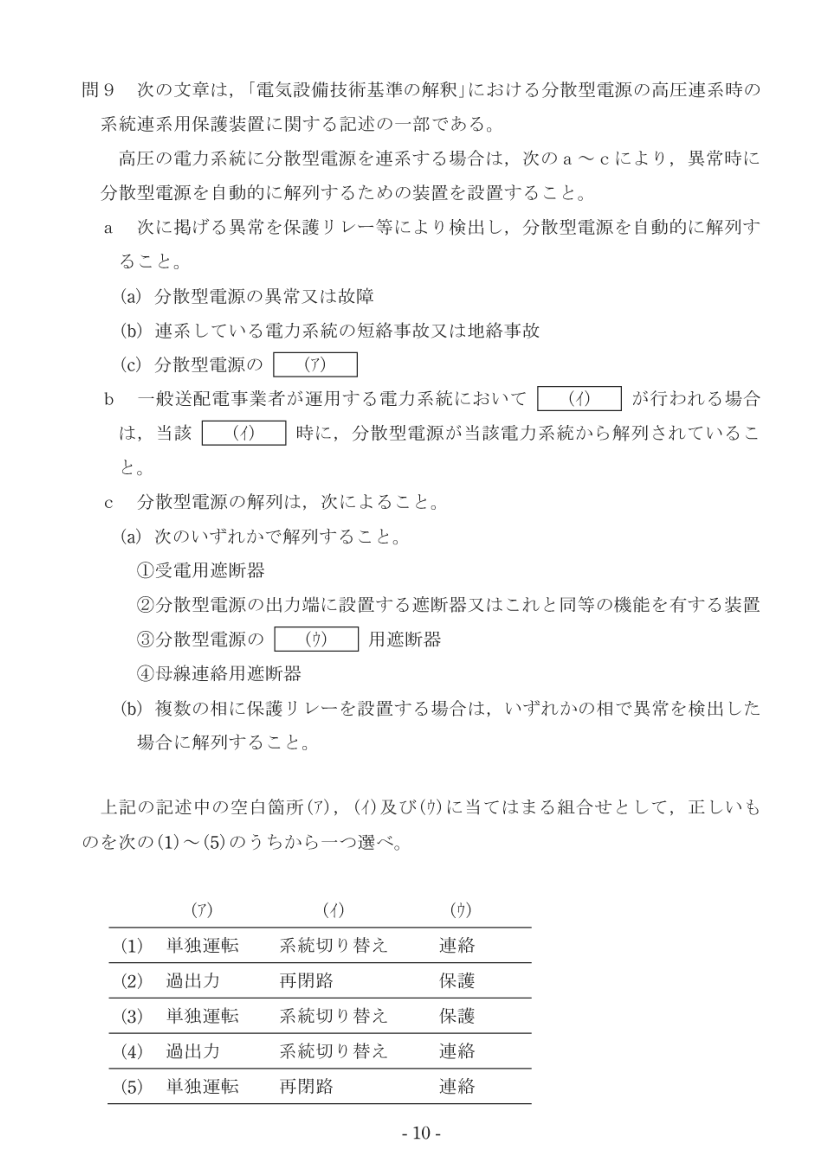 問９　次の文章は，「電気設備技術基準の解釈」における分散型電源の高圧連系時の
系統連系用保護装置に関する記述の一部である。
高圧の電力系統に分散型電源を連系する場合は，次のａ～ｃにより，異常時に
分散型電源を自動的に解列するための装置を設置すること。
ａ　次に掲げる異常を保護リレー等により検出し，分散型電源を自動的に解列す
ること。
(a) 分散型電源の異常又は故障
(b) 連系している電力系統の短絡事故又は地絡事故
(c) 分散型電源の (ｱ)
ｂ　一般送配電事業者が運用する電力系統において (ｲ) が行われる場合
は，当該 (ｲ) 時に，分散型電源が当該電力系統から解列されているこ
と。
ｃ　分散型電源の解列は，次によること。
(a) 次のいずれかで解列すること。
①受電用遮断器
②分散型電源の出力端に設置する遮断器又はこれと同等の機能を有する装置
③分散型電源の (ｳ) 用遮断器
④母線連絡用遮断器
(b) 複数の相に保護リレーを設置する場合は，いずれかの相で異常を検出した
場合に解列すること。
上記の記述中の空白箇所(ｱ)，(ｲ)及び(ｳ)に当てはまる組合せとして，正しいも
のを次の(1)～(5)のうちから一つ選べ。
(ｱ) (ｲ) (ｳ)
(1) 単独運転 系統切り替え 連絡
(2) 過出力 再閉路 保護
(3) 単独運転 系統切り替え 保護
(4) 過出力 系統切り替え 連絡
(5) 単独運転 再閉路 連絡
- 10 -